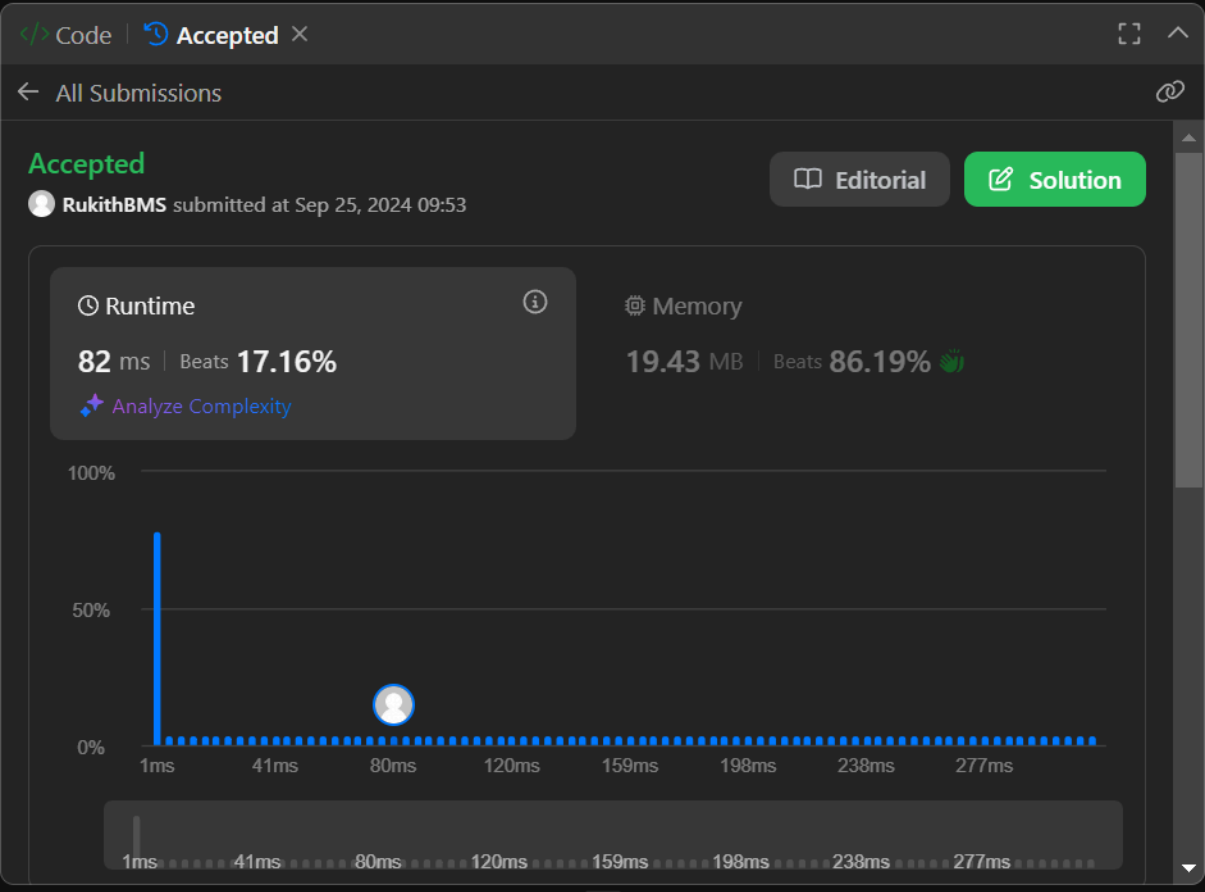 </> Code | Accepted
All Submissions
Accepted
Editorial
Solution
RukithBMS submitted at Sep 25, 2024 09:53
Runtime
82 ms | Beats 17.16%
Analyze Complexity
Memory
19.43 MB | Beats 86.19%
100%
50%
0%
1ms 41ms 80ms 120ms 159ms 198ms 238ms 277ms
1ms 41ms 80ms 120ms 159ms 198ms 238ms 277ms